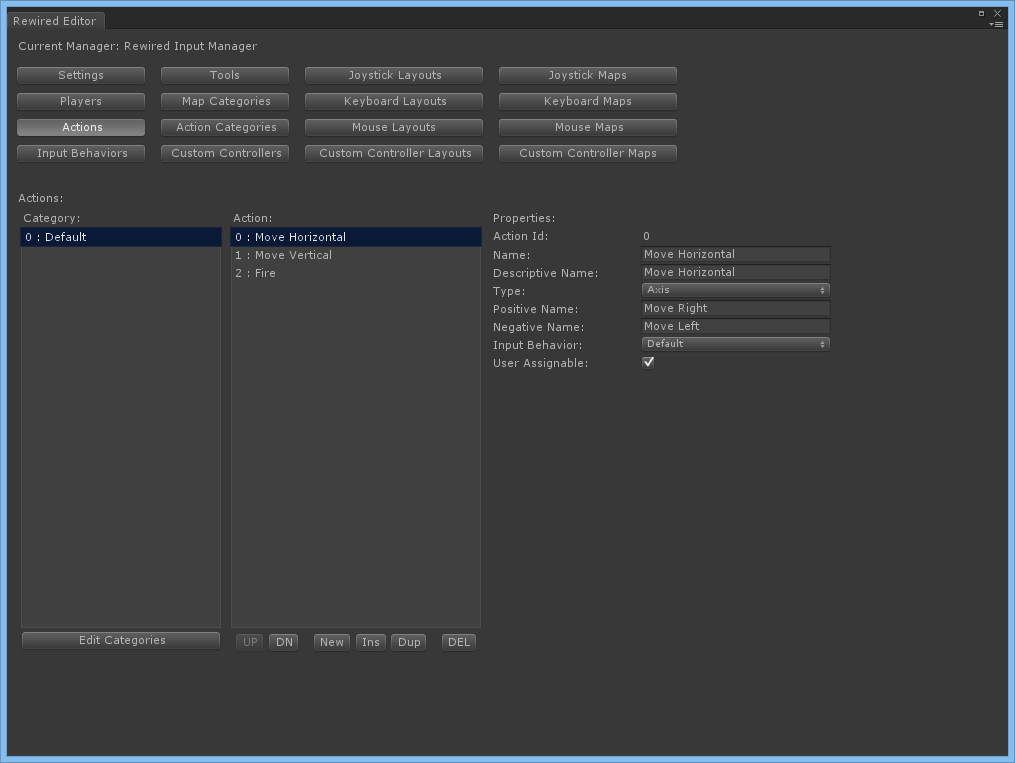 Rewired Editor
Current Manager: Rewired Input Manager
Settings Tools Joystick Layouts Joystick Maps
Players Map Categories Keyboard Layouts Keyboard Maps
Actions Action Categories Mouse Layouts Mouse Maps
Input Behaviors Custom Controllers Custom Controller Layouts Custom Controller Maps
Actions:
Category: Action: Properties:
0 : Default 0 : Move Horizontal Action Id: 0
1 : Move Vertical Name: Move Horizontal
2 : Fire Descriptive Name: Move Horizontal
Type: Axis
Positive Name: Move Right
Negative Name: Move Left
Input Behavior: Default
User Assignable:
Edit Categories UP DN New Ins Dup DEL